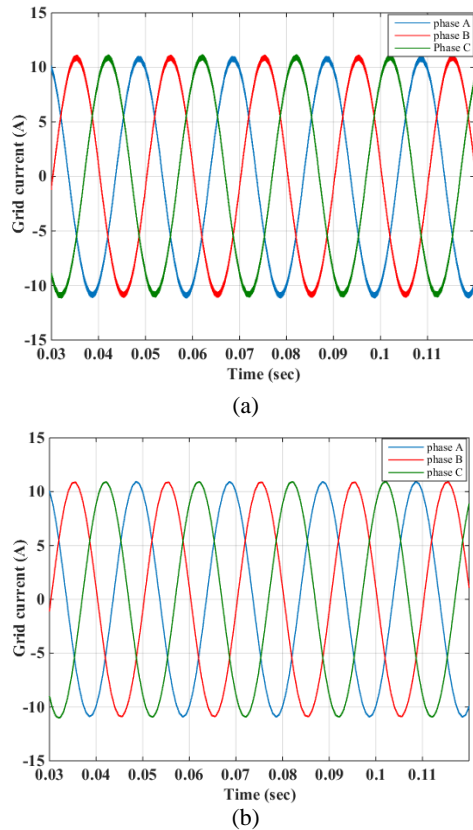 phase A
phase B
Phase C
Grid current (A)
15
10
5
0
-5
-10
-15
0.03 0.04 0.05 0.06 0.07 0.08 0.09 0.1 0.11
Time (sec)
(a)
phase A
phase B
phase C
Grid current (A)
15
10
5
0
-5
-10
-15
0.03 0.04 0.05 0.06 0.07 0.08 0.09 0.1 0.11
Time (sec)
(b)